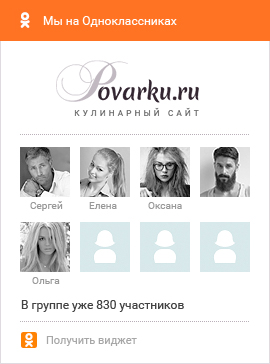 Мы на Одноклассниках
Povarku.ru
КУЛИНАРНЫЙ САЙТ
Сергей Елена Оксана
Ольга
В группе уже 830 участников
Получить виджет